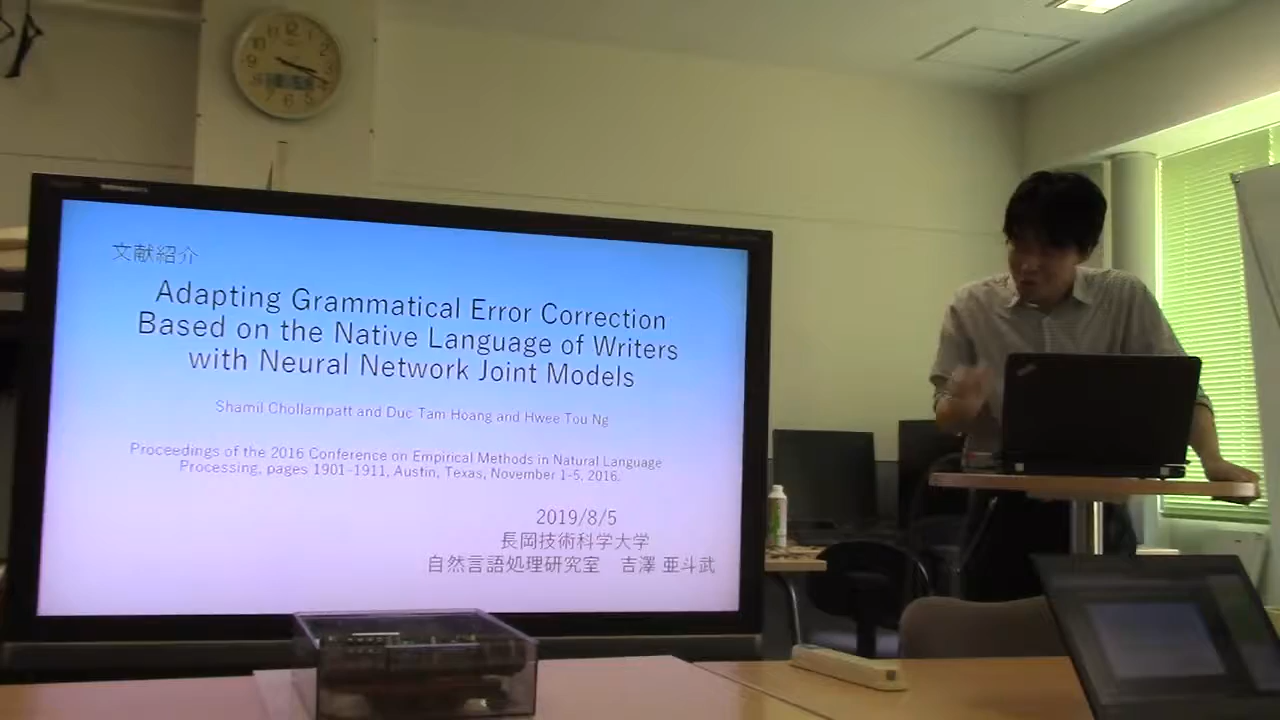 文献紹介
Adapting Grammatical Error Correction
Based on the Native Language of Writers
with Neural Network Joint Models
Shamil Chollampatt and Duc Tam Hoang and Hwee Tou Ng
Proceedings of the 2016 Conference on Empirical Methods in Natural Language
Processing, pages 1901-1911, Austin, Texas, November 1-5, 2016.
2019/8/5
長岡技術科学大学
自然言語処理研究室 吉澤 亜斗武